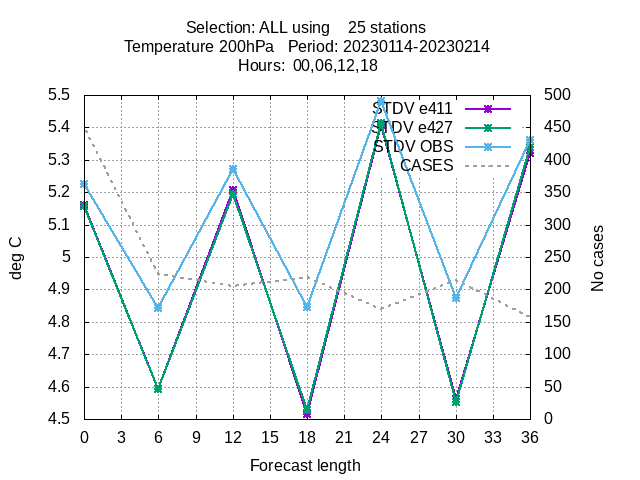 Selection: ALL using    25 stations
Temperature 200hPa   Period: 20230114-20230214
Hours:  00,06,12,18
5.5 500
STDV e411
5.4 STDV e427 450
STDV OBS
5.3 CASES 400
5.2 350
5.1 300
5 250
4.9 200
4.8 150
4.7 100
4.6 50
4.5 0
deg C
No cases
0 3 6 9 12 15 18 21 24 27 30 33 36
Forecast length